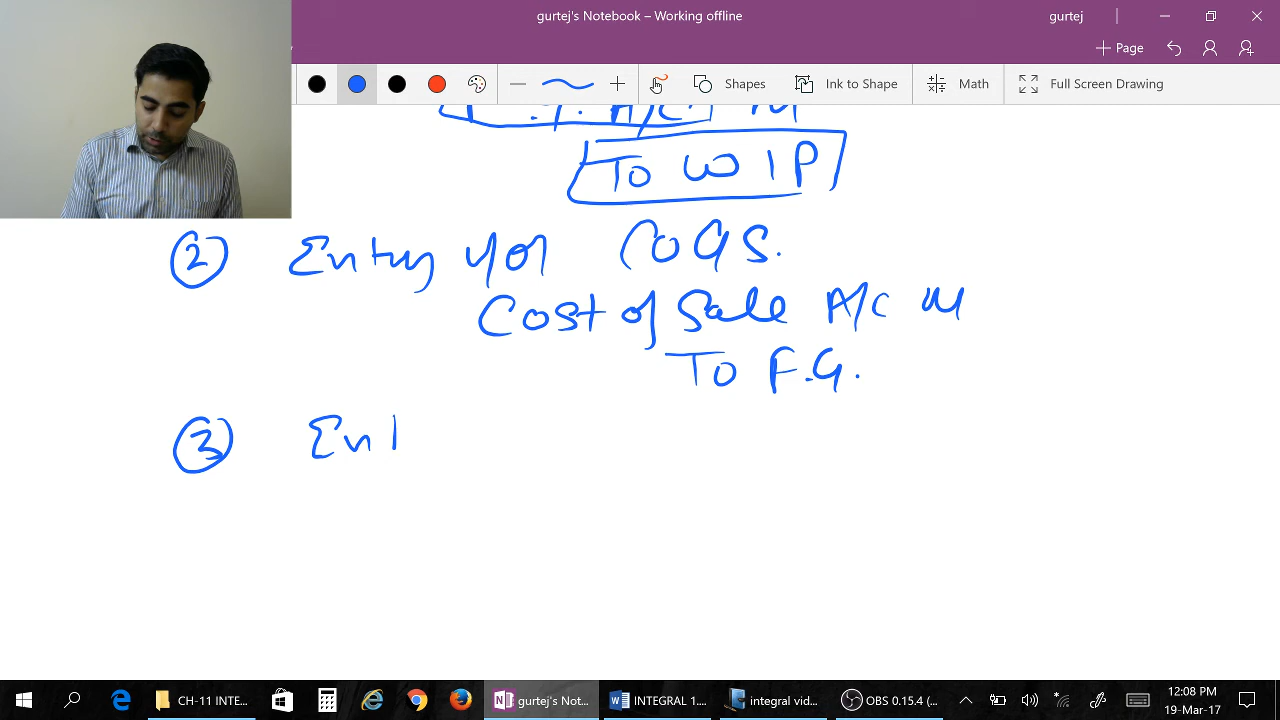 gurtej's Notebook – Working offline
gurtej
Page
Shapes
Ink to Shape
Math
Full Screen Drawing
F.G. A/C
To WIP
② Entry for COGS.
Cost of Sale A/C
To F.G.
③ Ent
CH-11 INTE...
gurtej's Not...
INTEGRAL 1....
integral vid...
OBS 0.15.4 (...
12:08 PM
19-Mar-17